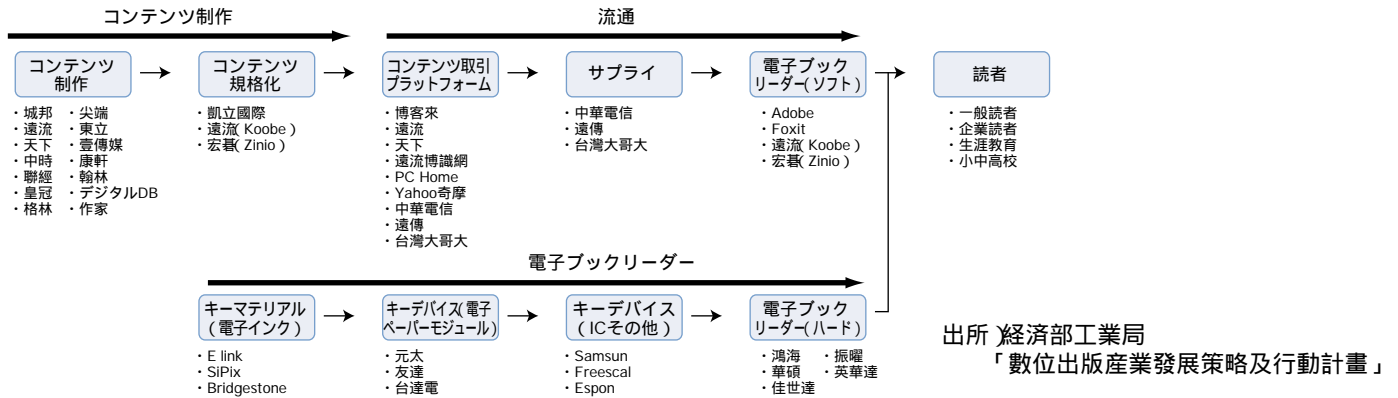 コンテンツ制作
流通
コンテンツ
制作
コンテンツ
規格化
コンテンツ取引
プラットフォーム
サプライ
電子ブック
リーダー(ソフト)
読者
・城邦 ・尖端
・遠流 ・東立
・天下 ・壹傳媒
・中時 ・康軒
・聯經 ・翰林
・皇冠 ・デジタルDB
・格林 ・作家
・凱立國際
・遠流(Koobe)
・宏碁(Zinio)
・博客來
・遠流
・天下
・遠流博識網
・PC Home
・Yahoo奇摩
・中華電信
・遠傳
・台灣大哥大
・中華電信
・遠傳
・台灣大哥大
・Adobe
・Foxit
・遠流(Koobe)
・宏碁(Zinio)
・一般読者
・企業読者
・生涯教育
・小中高校
電子ブックリーダー
キーマテリアル
(電子インク)
キーデバイス(電子
ペーパーモジュール)
キーデバイス
(ICその他)
電子ブック
リーダー(ハード)
・E link
・SiPix
・Bridgestone
・元太
・友達
・台達電
・Samsun
・Freescal
・Espon
・鴻海 ・振曜
・華碩 ・英華達
・佳世達
出所)経済部工業局
「數位出版産業發展策略及行動計畫」